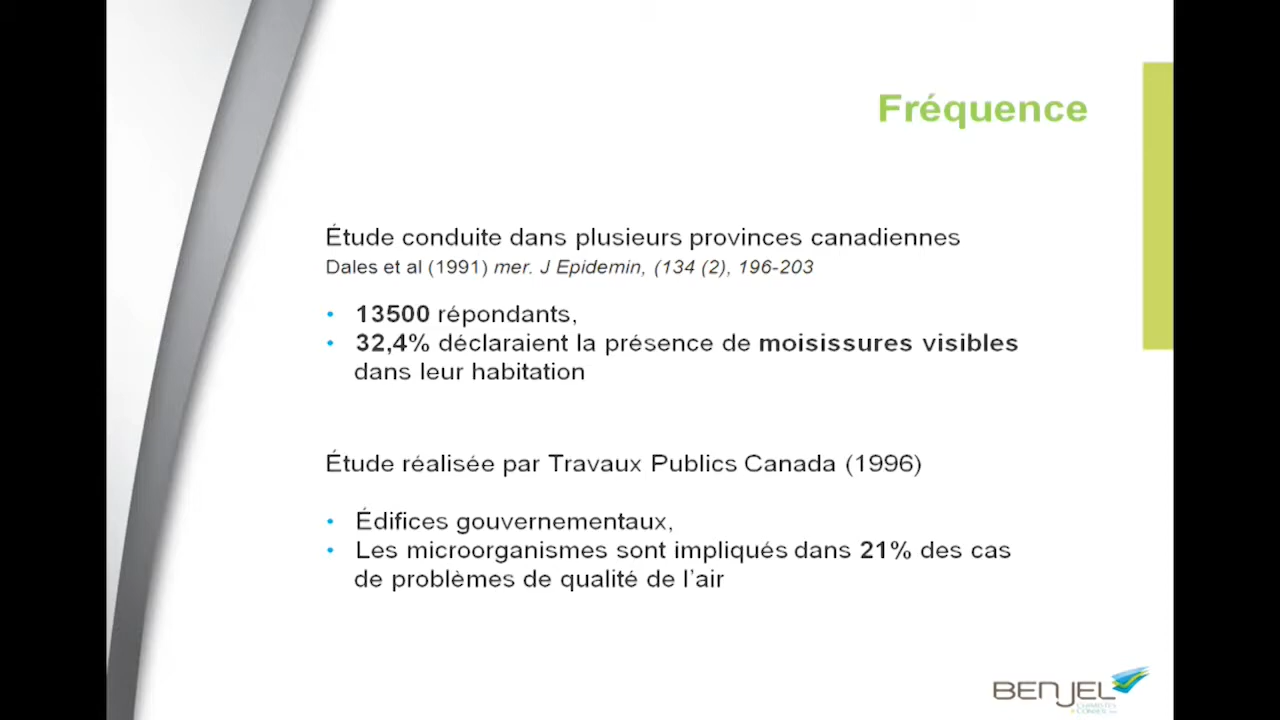 Fréquence
Étude conduite dans plusieurs provinces canadiennes
Dales et al (1991) mer. J Epidemin, (134 (2), 196-203
• 13500 répondants,
• 32,4% déclaraient la présence de moisissures visibles
dans leur habitation
Étude réalisée par Travaux Publics Canada (1996)
• Édifices gouvernementaux,
• Les microorganismes sont impliqués dans 21% des cas
de problèmes de qualité de l'air
BENJEL